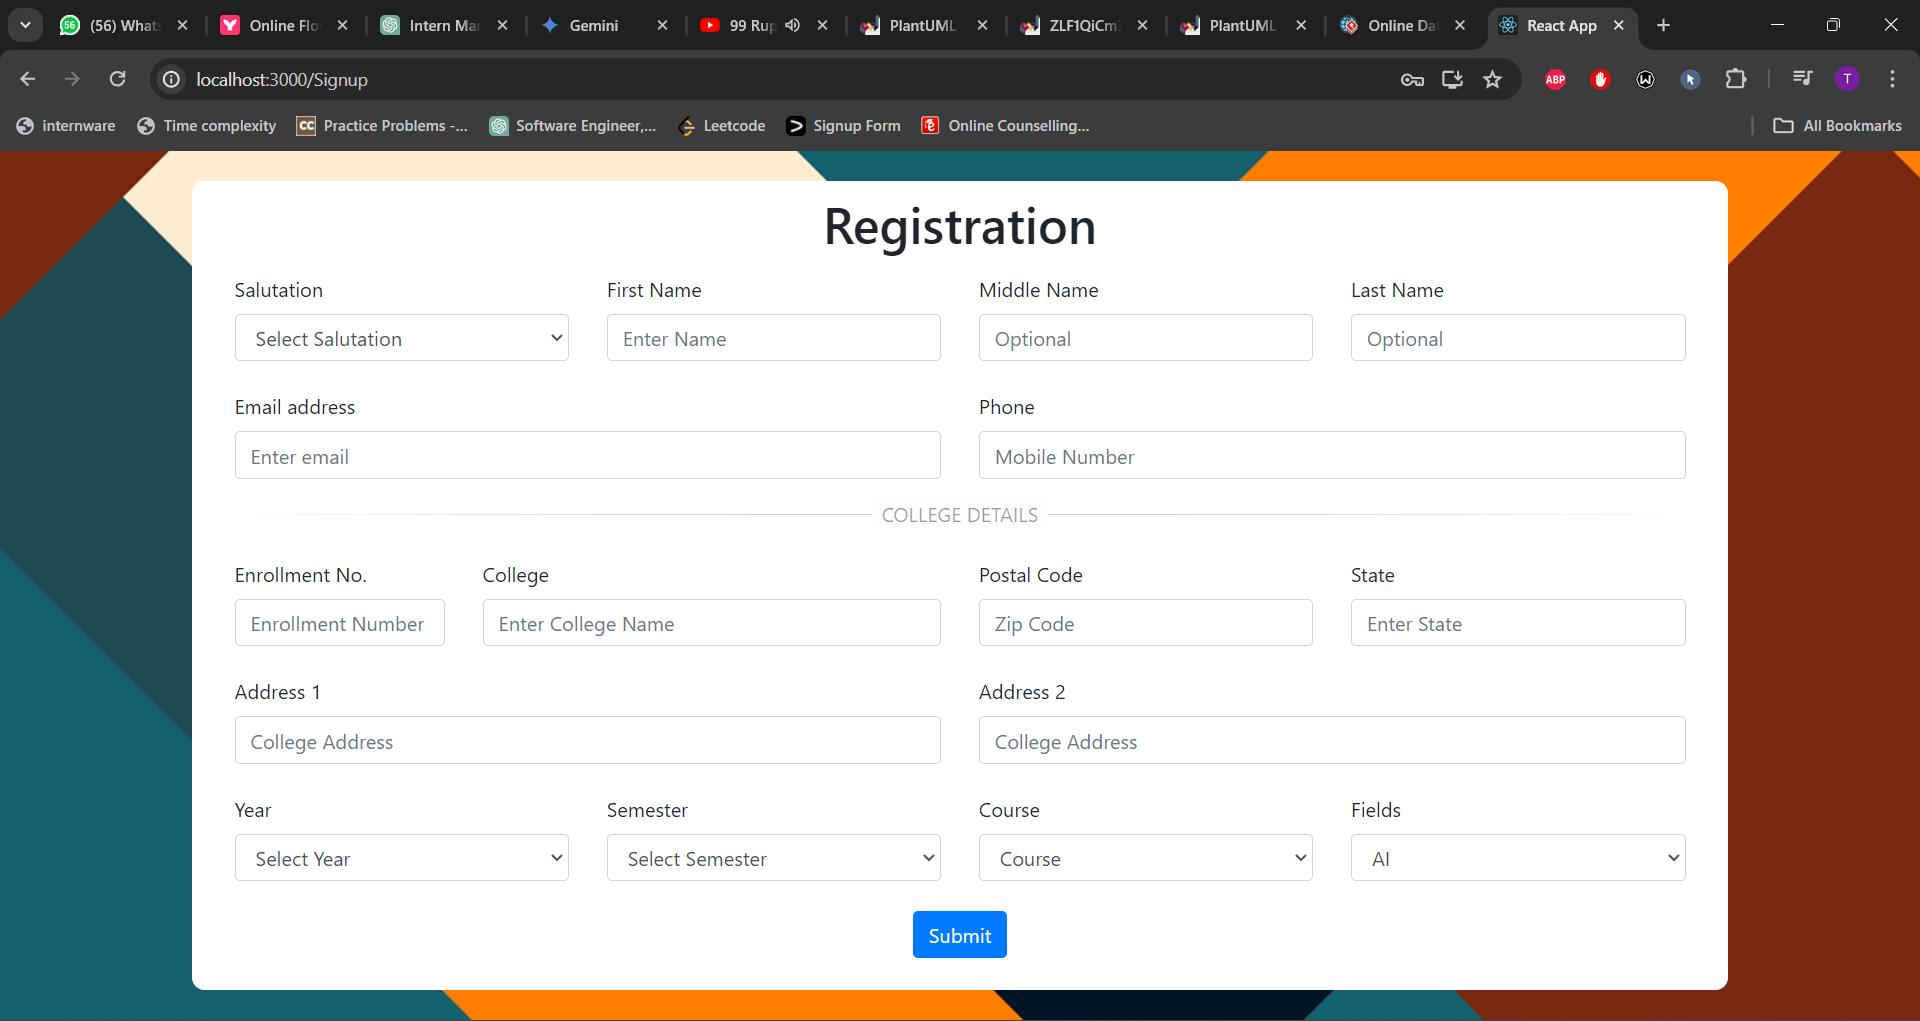 56 (56) What Online Flo Intern Mar Gemini 99 Rup PlantUML ZLF1QiCm PlantUML Online Da React App
localhost:3000/Signup ABP T
internware Time complexity CC Practice Problems -... Software Engineer,... Leetcode Signup Form Online Counselling... All Bookmarks
Registration
Salutation First Name Middle Name Last Name
Select Salutation Enter Name Optional Optional
Email address Phone
Enter email Mobile Number
COLLEGE DETAILS
Enrollment No. College Postal Code State
Enrollment Number Enter College Name Zip Code Enter State
Address 1 Address 2
College Address College Address
Year Semester Course Fields
Select Year Select Semester Course AI
Submit